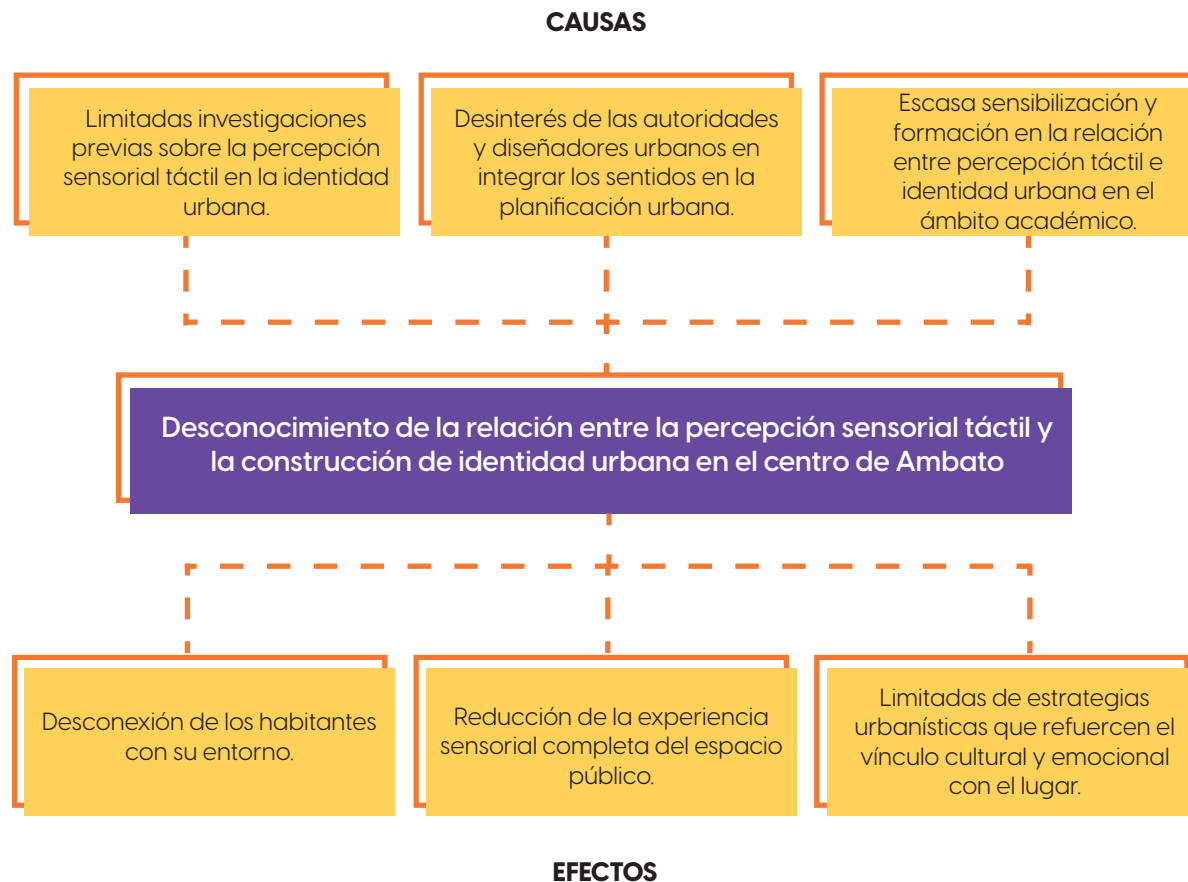 CAUSAS
Limitadas investigaciones
previas sobre la percepción
sensorial táctil en la identidad
urbana.
Desinterés de las autoridades
y diseñadores urbanos en
integrar los sentidos en la
planificación urbana.
Escasa sensibilización y
formación en la relación
entre percepción táctil e
identidad urbana en el
ámbito académico.
Desconocimiento de la relación entre la percepción sensorial táctil y
la construcción de identidad urbana en el centro de Ambato
Desconexión de los habitantes
con su entorno.
Reducción de la experiencia
sensorial completa del espacio
público.
Limitadas de estrategias
urbanísticas que refuercen el
vínculo cultural y emocional
con el lugar.
EFECTOS